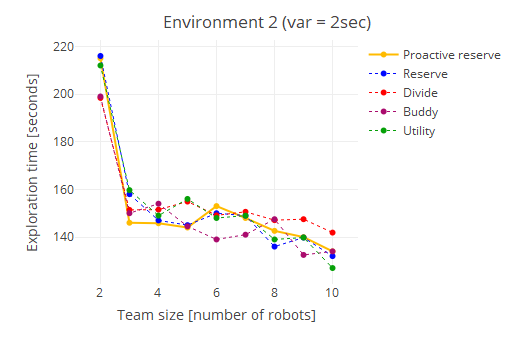 Environment 2 (var = 2sec)
Exploration time [seconds]
220
200
180
160
140
2
4
6
8
10
Team size [number of robots]
Proactive reserve
Reserve
Divide
Buddy
Utility